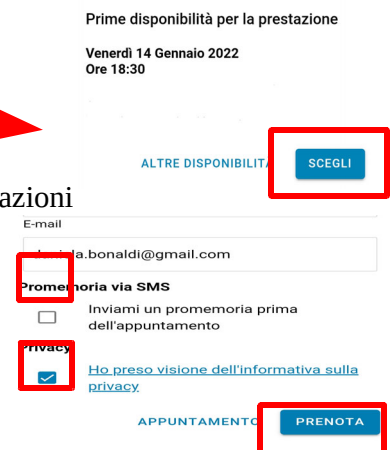 Prime disponibilità per la prestazione
Venerdì 14 Gennaio 2022
Ore 18:30
ALTRE DISPONIBILITÀ SCEGLI
azioni
E-mail
a.bonaldi@gmail.com
Promemoria via SMS
Inviami un promemoria prima
dell'appuntamento
Privacy
Ho preso visione dell'informativa sulla
privacy
APPUNTAMENTO PRENOTA